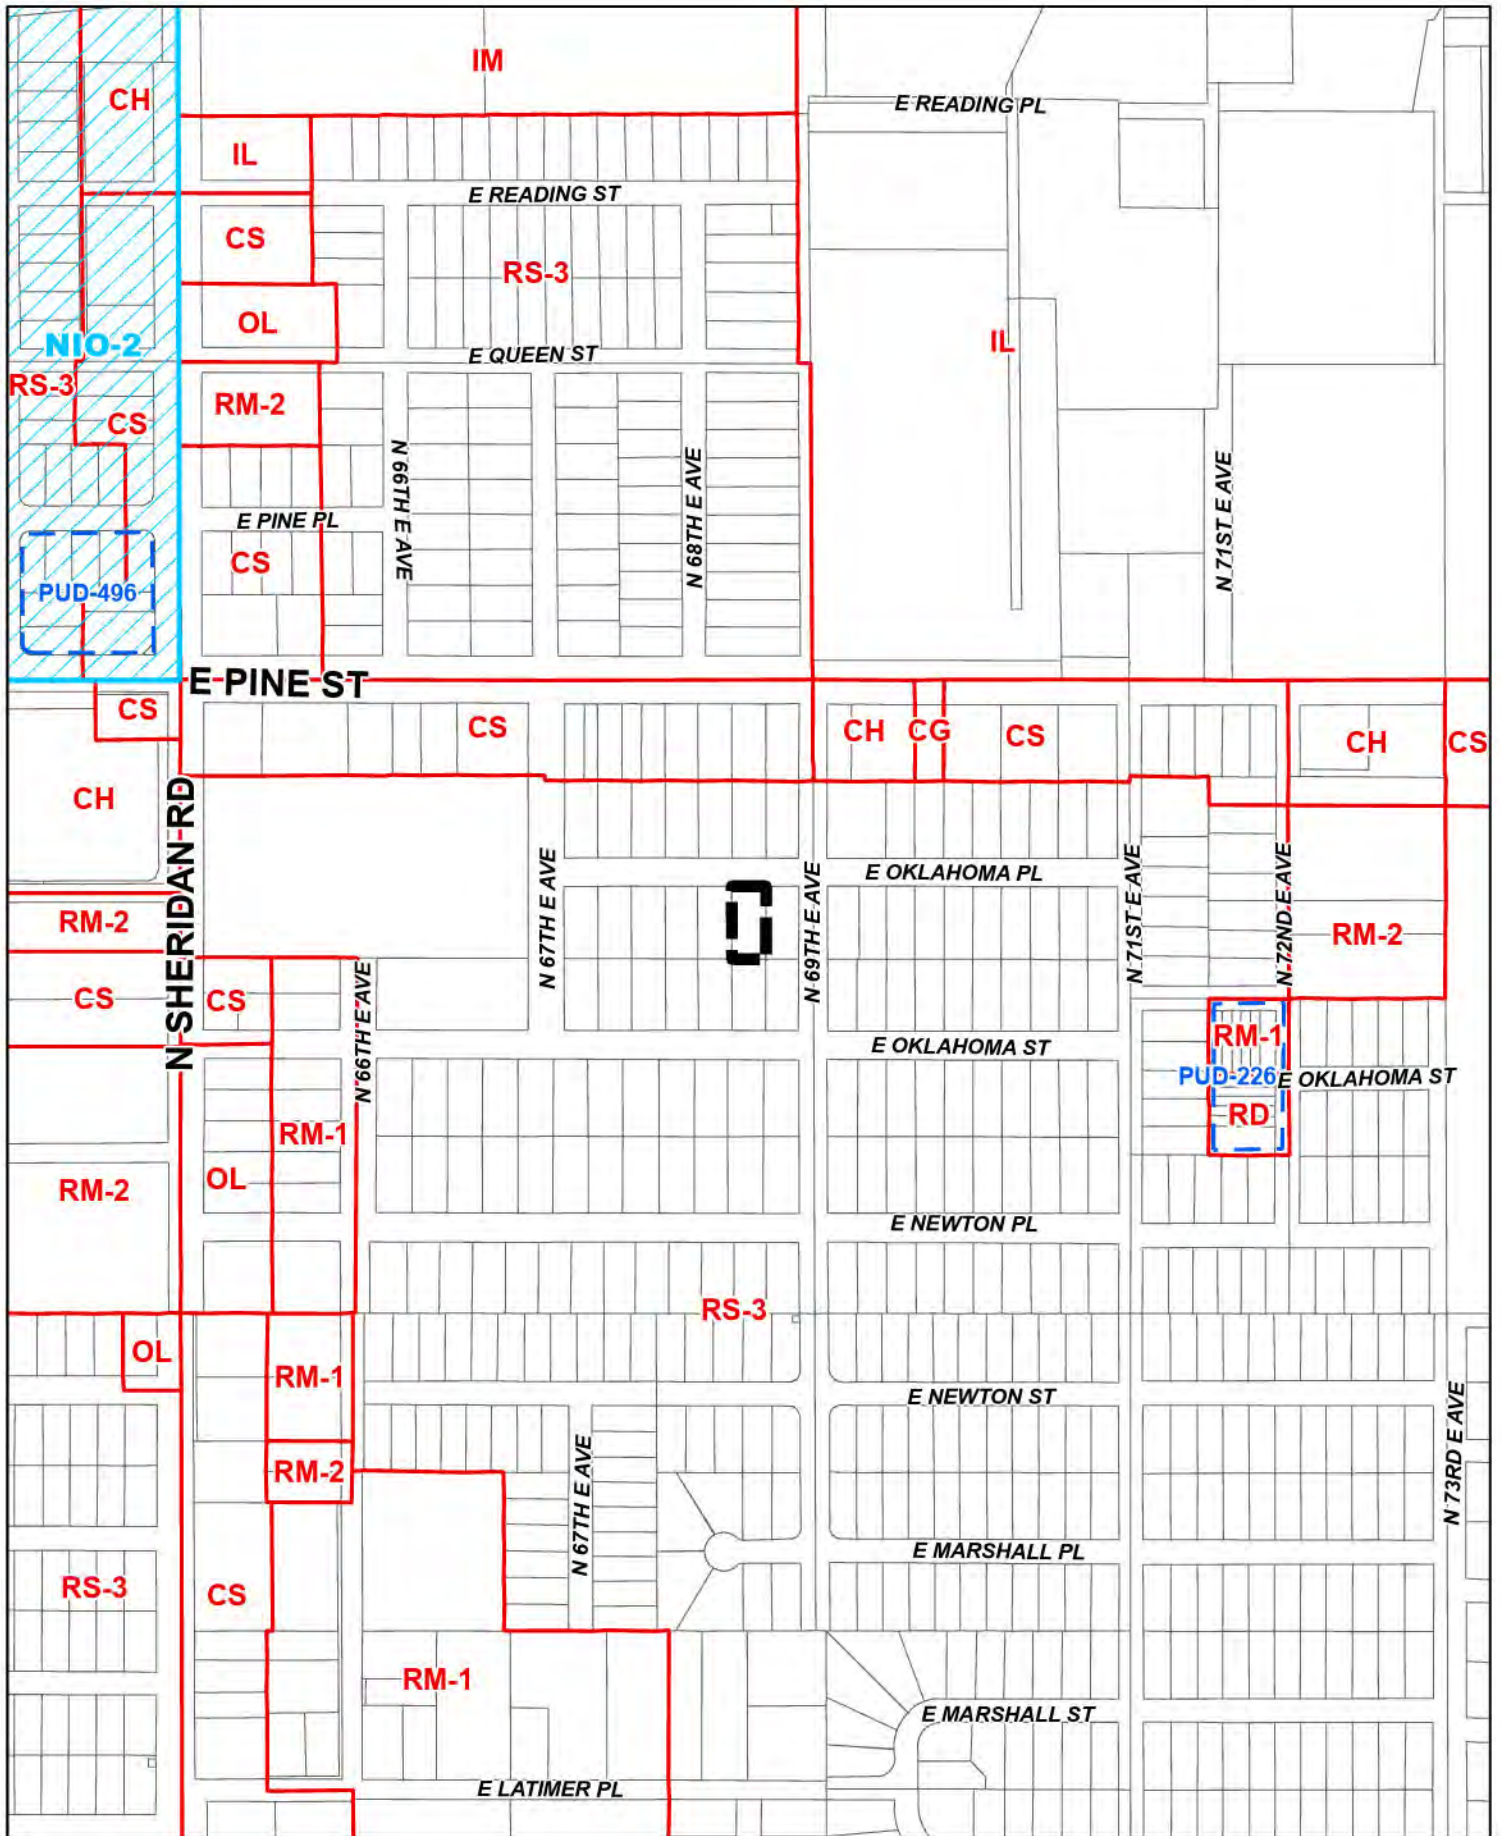 IM
CH
E READING PL
IL
E READING ST
CS
RS-3
OL
IL
NIO-2
E QUEEN ST
RS-3
RM-2
CS
N 66TH E AVE
N 68TH E AVE
N 71ST E AVE
E PINE PL
CS
PUD-496
E PINE ST
CS
CS
CH
CG
CS
CH
CS
CH
N SHERIDAN RD
N 67TH E AVE
E OKLAHOMA PL
N 69TH E AVE
N 71ST E AVE
N 72ND E AVE
RM-2
RM-2
CS
CS
N 66TH E AVE
E OKLAHOMA ST
RM-1
PUD-226
E OKLAHOMA ST
RD
RM-1
OL
RM-2
E NEWTON PL
RS-3
OL
RM-1
E NEWTON ST
N 73RD E AVE
RM-2
N 67TH E AVE
E MARSHALL PL
RS-3
CS
RM-1
E MARSHALL ST
E LATIMER PL